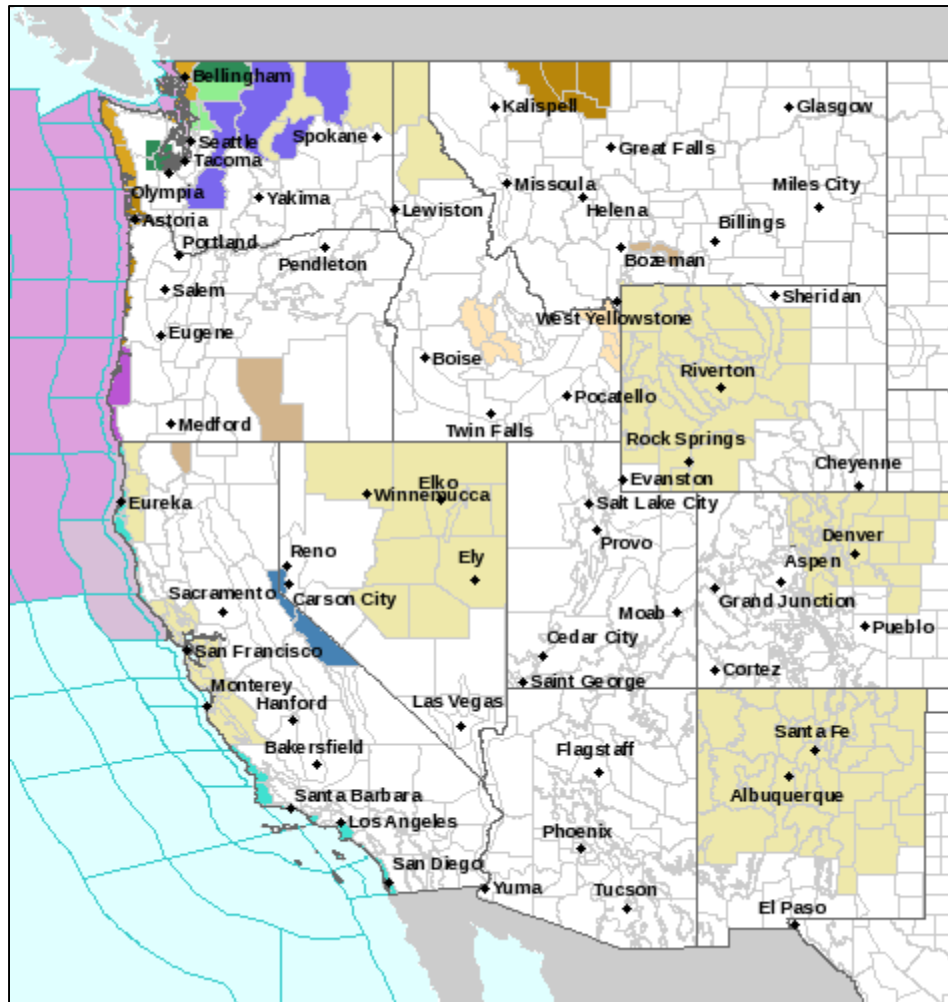 Bellingham
Kalispell
Glasgow
Seattle
Spokane
Great Falls
Tacoma
Miles City
Olympia
Yakima
Missoula
Helena
Lewiston
Astoria
Billings
Portland
Bozeman
Pendleton
Salem
Sheridan
West Yellowstone
Eugene
Boise
Riverton
Pocatello
Medford
Twin Falls
Rock Springs
Cheyenne
Evanston
Elko
Winnemucca
Eureka
Salt Lake City
Denver
Provo
Reno
Ely
Aspen
Sacramento
Carson City
Grand Junction
Moab
Pueblo
Cedar City
San Francisco
Cortez
Saint George
Monterey
Hanford
Las Vegas
Santa Fe
Bakersfield
Flagstaff
Albuquerque
Santa Barbara
Los Angeles
Phoenix
San Diego
Yuma
Tucson
El Paso